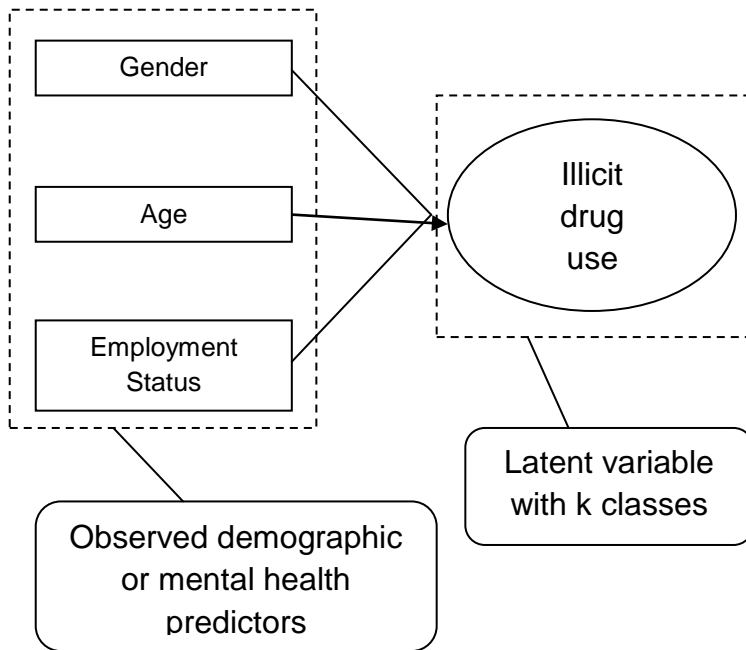 Gender
Age
Employment
Status
Illicit
drug
use
Latent variable
with k classes
Observed demographic
or mental health
predictors